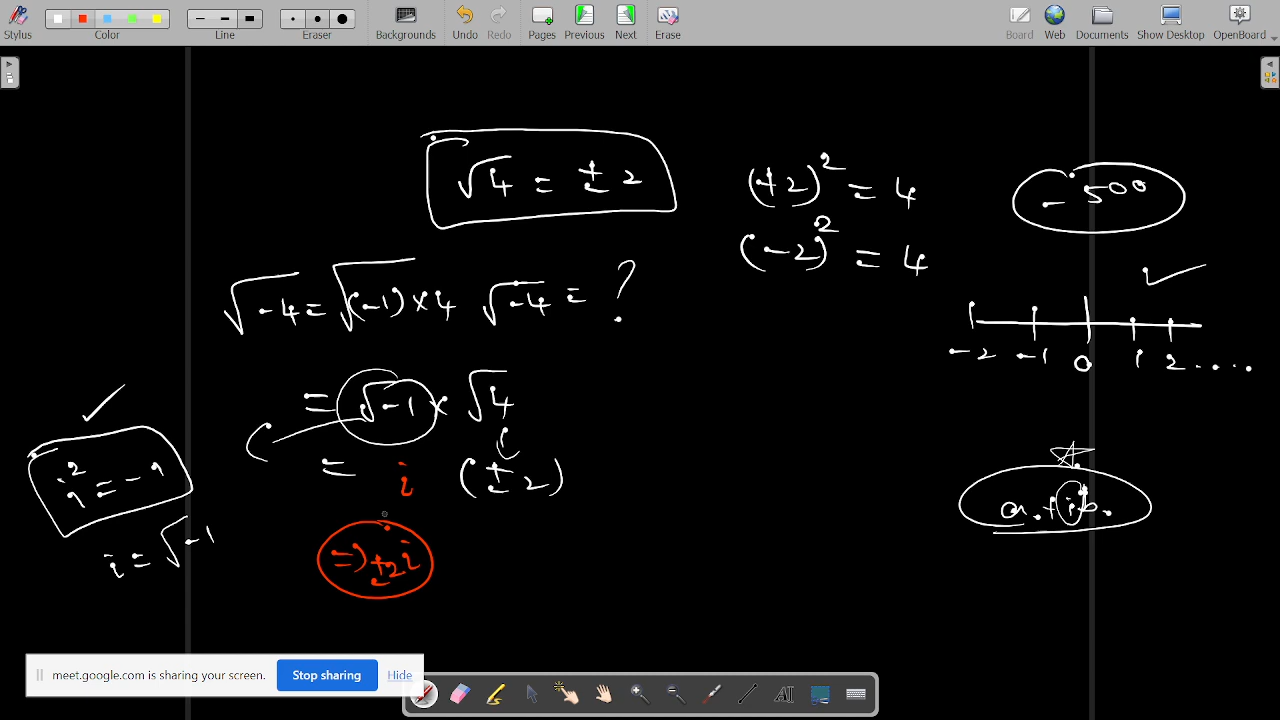 Stylus Color Line Eraser Backgrounds Undo Redo Pages Previous Next Erase Board Web Documents Show Desktop OpenBoard
√4 = ± 2
(+2)² = 4
(-2)² = 4
- 500
√-4 = √(-1) × 4
√-4 = ?
-2 -1 0 1 2 ....
= √-1 × √4
= i (± 2)
i² = -1
i = √-1
=) ±2i
a + ib
meet.google.com is sharing your screen. Stop sharing Hide
AI